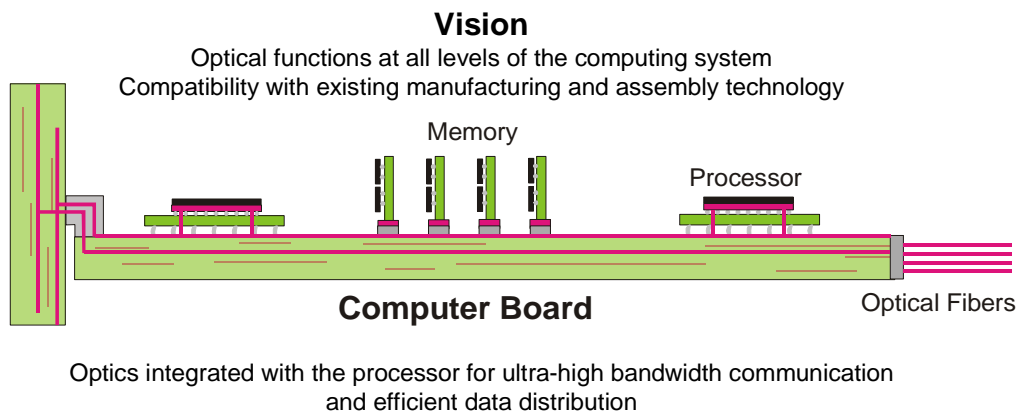 Vision
Optical functions at all levels of the computing system
Compatibility with existing manufacturing and assembly technology
Memory
Processor
Computer Board
Optical Fibers
Optics integrated with the processor for ultra-high bandwidth communication
and efficient data distribution